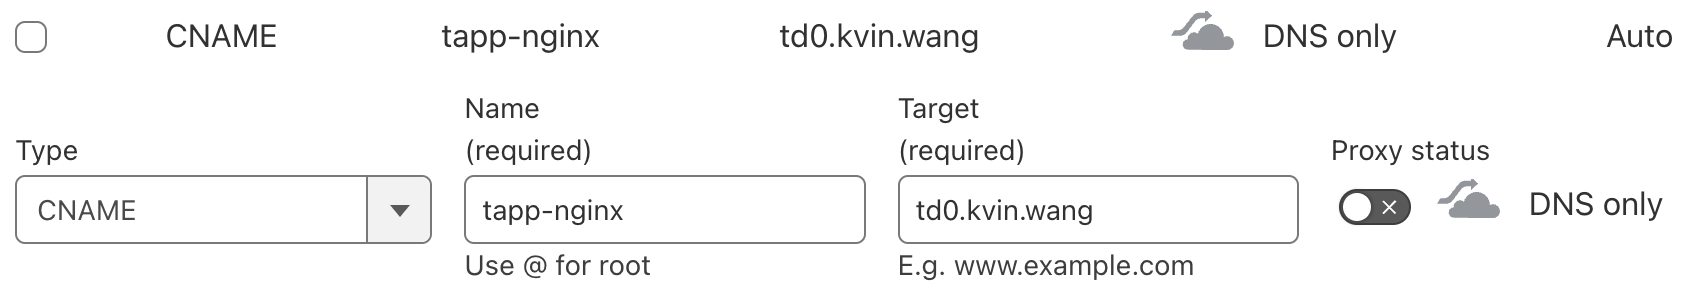 CNAME tapp-nginx td0.kvin.wang DNS only Auto
Type
Name
(required)
Target
(required)
Proxy status
CNAME
tapp-nginx
td0.kvin.wang
DNS only
Use @ for root
E.g. www.example.com